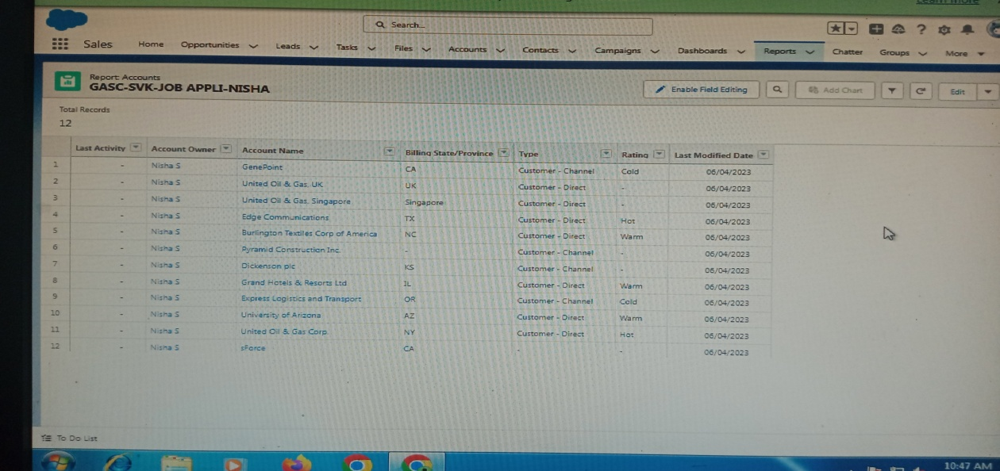 Learn more
Search...
Sales Home Opportunities Leads Tasks Files Accounts Contacts Campaigns Dashboards Reports Chatter Groups More
Report: Accounts
GASC-SVK-JOB APPLI-NISHA
Enable Field Editing Add Chart Edit
Total Records
12
Last Activity Account Owner Account Name Billing State/Province Type Rating Last Modified Date
1 - Nisha S GenePoint CA Customer - Channel Cold 06/04/2023
2 - Nisha S United Oil & Gas, UK UK Customer - Direct - 06/04/2023
3 - Nisha S United Oil & Gas, Singapore Singapore Customer - Direct - 06/04/2023
4 - Nisha S Edge Communications TX Customer - Direct Hot 06/04/2023
5 - Nisha S Burlington Textiles Corp of America NC Customer - Direct Warm 06/04/2023
6 - Nisha S Pyramid Construction Inc. - Customer - Channel - 06/04/2023
7 - Nisha S Dickenson plc KS Customer - Channel - 06/04/2023
8 - Nisha S Grand Hotels & Resorts Ltd IL Customer - Direct Warm 06/04/2023
9 - Nisha S Express Logistics and Transport OR Customer - Channel Cold 06/04/2023
10 - Nisha S University of Arizona AZ Customer - Direct Warm 06/04/2023
11 - Nisha S United Oil & Gas Corp. NY Customer - Direct Hot 06/04/2023
12 - Nisha S sForce CA - - 06/04/2023
To Do List
10:47 AM